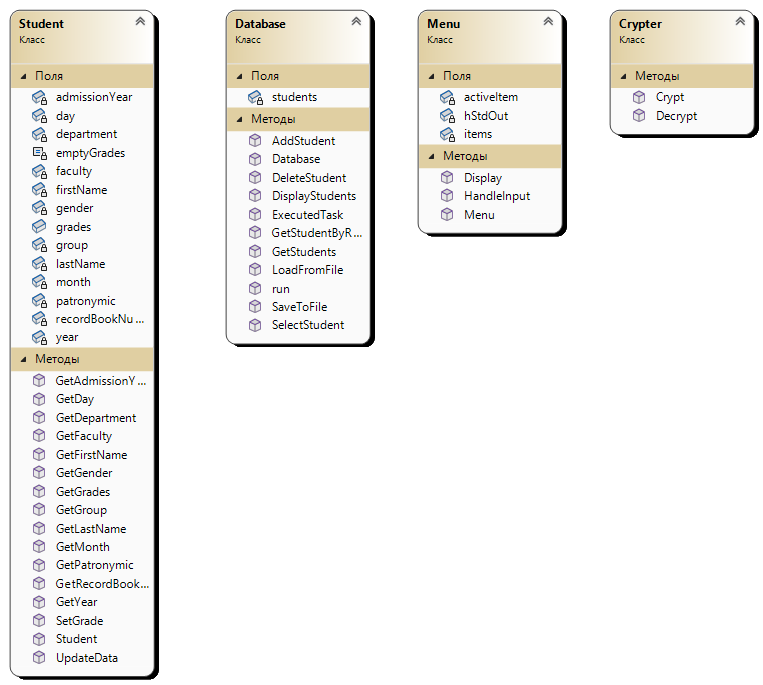 Student
Класс
Поля
admissionYear
day
department
emptyGrades
faculty
firstName
gender
grades
group
lastName
month
patronymic
recordBookNu...
year
Методы
GetAdmissionY...
GetDay
GetDepartment
GetFaculty
GetFirstName
GetGender
GetGrades
GetGroup
GetLastName
GetMonth
GetPatronymic
GetRecordBook...
GetYear
SetGrade
Student
UpdateData
Database
Класс
Поля
students
Методы
AddStudent
Database
DeleteStudent
DisplayStudents
ExecutedTask
GetStudentByR...
GetStudents
LoadFromFile
run
SaveToFile
SelectStudent
Menu
Класс
Поля
activeItem
hStdOut
items
Методы
Display
HandleInput
Menu
Crypter
Класс
Методы
Crypt
Decrypt